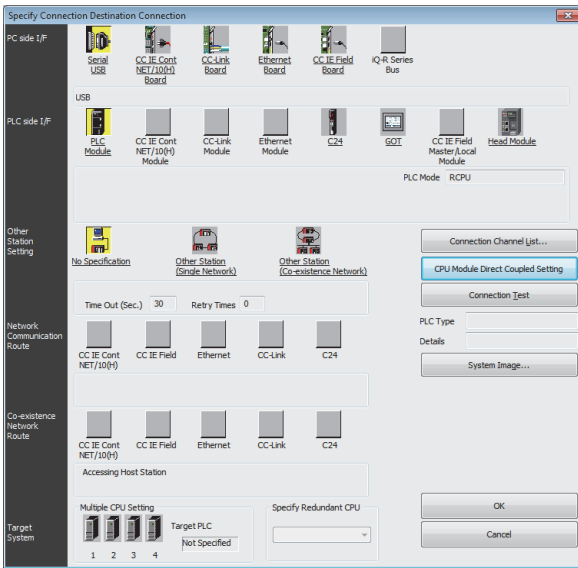 Specify Connection Destination Connection
PC side I/F
Serial
USB
CC IE Cont
NET/10(H)
Board
CC-Link
Board
Ethernet
Board
CC IE Field
Board
iQ-R Series
Bus
USB
PLC side I/F
PLC
Module
CC IE Cont
NET/10(H)
Module
CC-Link
Module
Ethernet
Module
C24
GOT
CC IE Field
Master/Local
Module
Head Module
PLC Mode RCPU
Other
Station
Setting
No Specification
Other Station
(Single Network)
Other Station
(Co-existence Network)
Connection Channel List...
CPU Module Direct Coupled Setting
Connection Test
Time Out (Sec.) 30 Retry Times 0
PLC Type
Details
System Image...
Network
Communication
Route
CC IE Cont
NET/10(H)
CC IE Field
Ethernet
CC-Link
C24
Co-existence
Network
Route
CC IE Cont
NET/10(H)
CC IE Field
Ethernet
CC-Link
C24
Accessing Host Station
Target
System
Multiple CPU Setting
1 2 3 4
Target PLC
Not Specified
Specify Redundant CPU
OK
Cancel